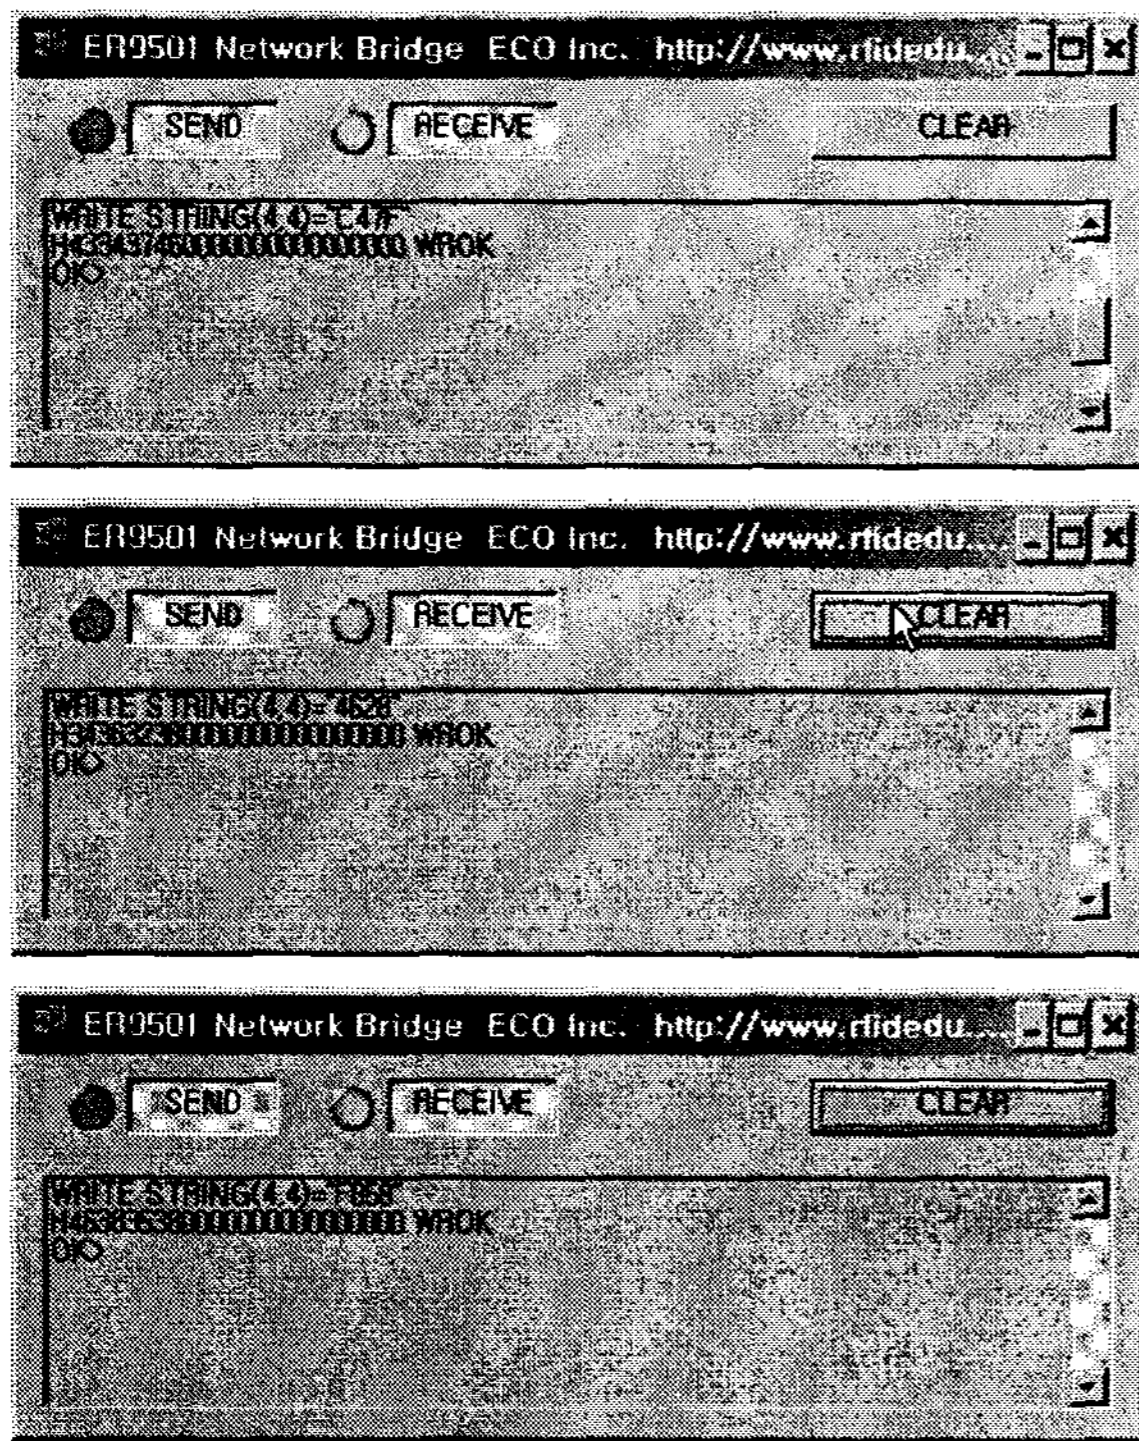 ER9501 Network Bridge ECO Inc. http://www.rfidedu....
SEND RECEIVE CLEAR
WRITE STRING(4,4)="C47F"
WROK
OK>
ER9501 Network Bridge ECO Inc. http://www.rfidedu....
SEND RECEIVE CLEAR
WRITE STRING(4,4)="4628"
WROK
OK>
ER9501 Network Bridge ECO Inc. http://www.rfidedu....
SEND RECEIVE CLEAR
WRITE STRING(4,4)=
WROK
OK>